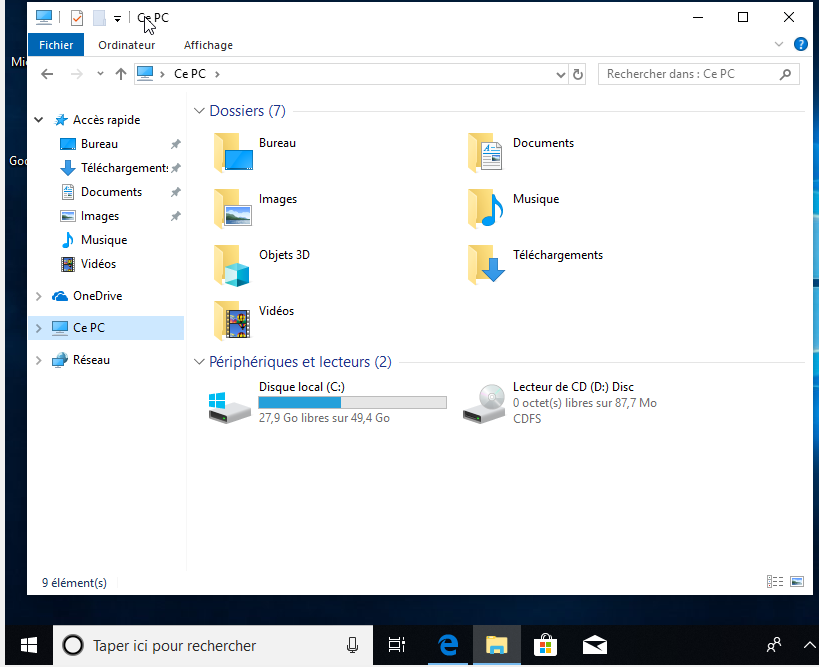 Ce PC
Fichier
Ordinateur
Affichage
Ce PC
Rechercher dans : Ce PC
Accès rapide
Bureau
Téléchargements
Documents
Images
Musique
Vidéos
OneDrive
Ce PC
Réseau
Dossiers (7)
Bureau
Documents
Images
Musique
Objets 3D
Téléchargements
Vidéos
Périphériques et lecteurs (2)
Disque local (C:)
27,9 Go libres sur 49,4 Go
Lecteur de CD (D:) Disc
0 octet(s) libres sur 87,7 Mo
CDFS
9 élément(s)
Taper ici pour rechercher